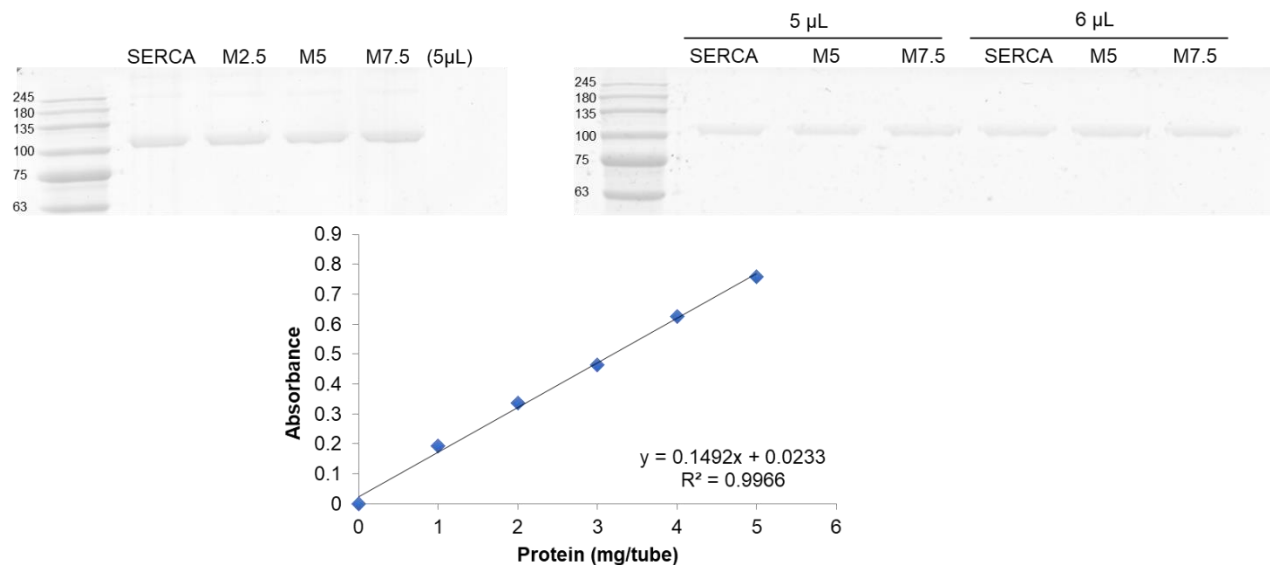 SERCA M2.5 M5 M7.5 (5µL)
245
180
135
100
75
63
5 µL 6 µL
SERCA M5 M7.5 SERCA M5 M7.5
245
180
135
100
75
63
0.9
0.8
0.7
0.6
0.5
0.4
0.3
0.2
0.1
0
Absorbance
y = 0.1492x + 0.0233
R² = 0.9966
0 1 2 3 4 5 6
Protein (mg/tube)